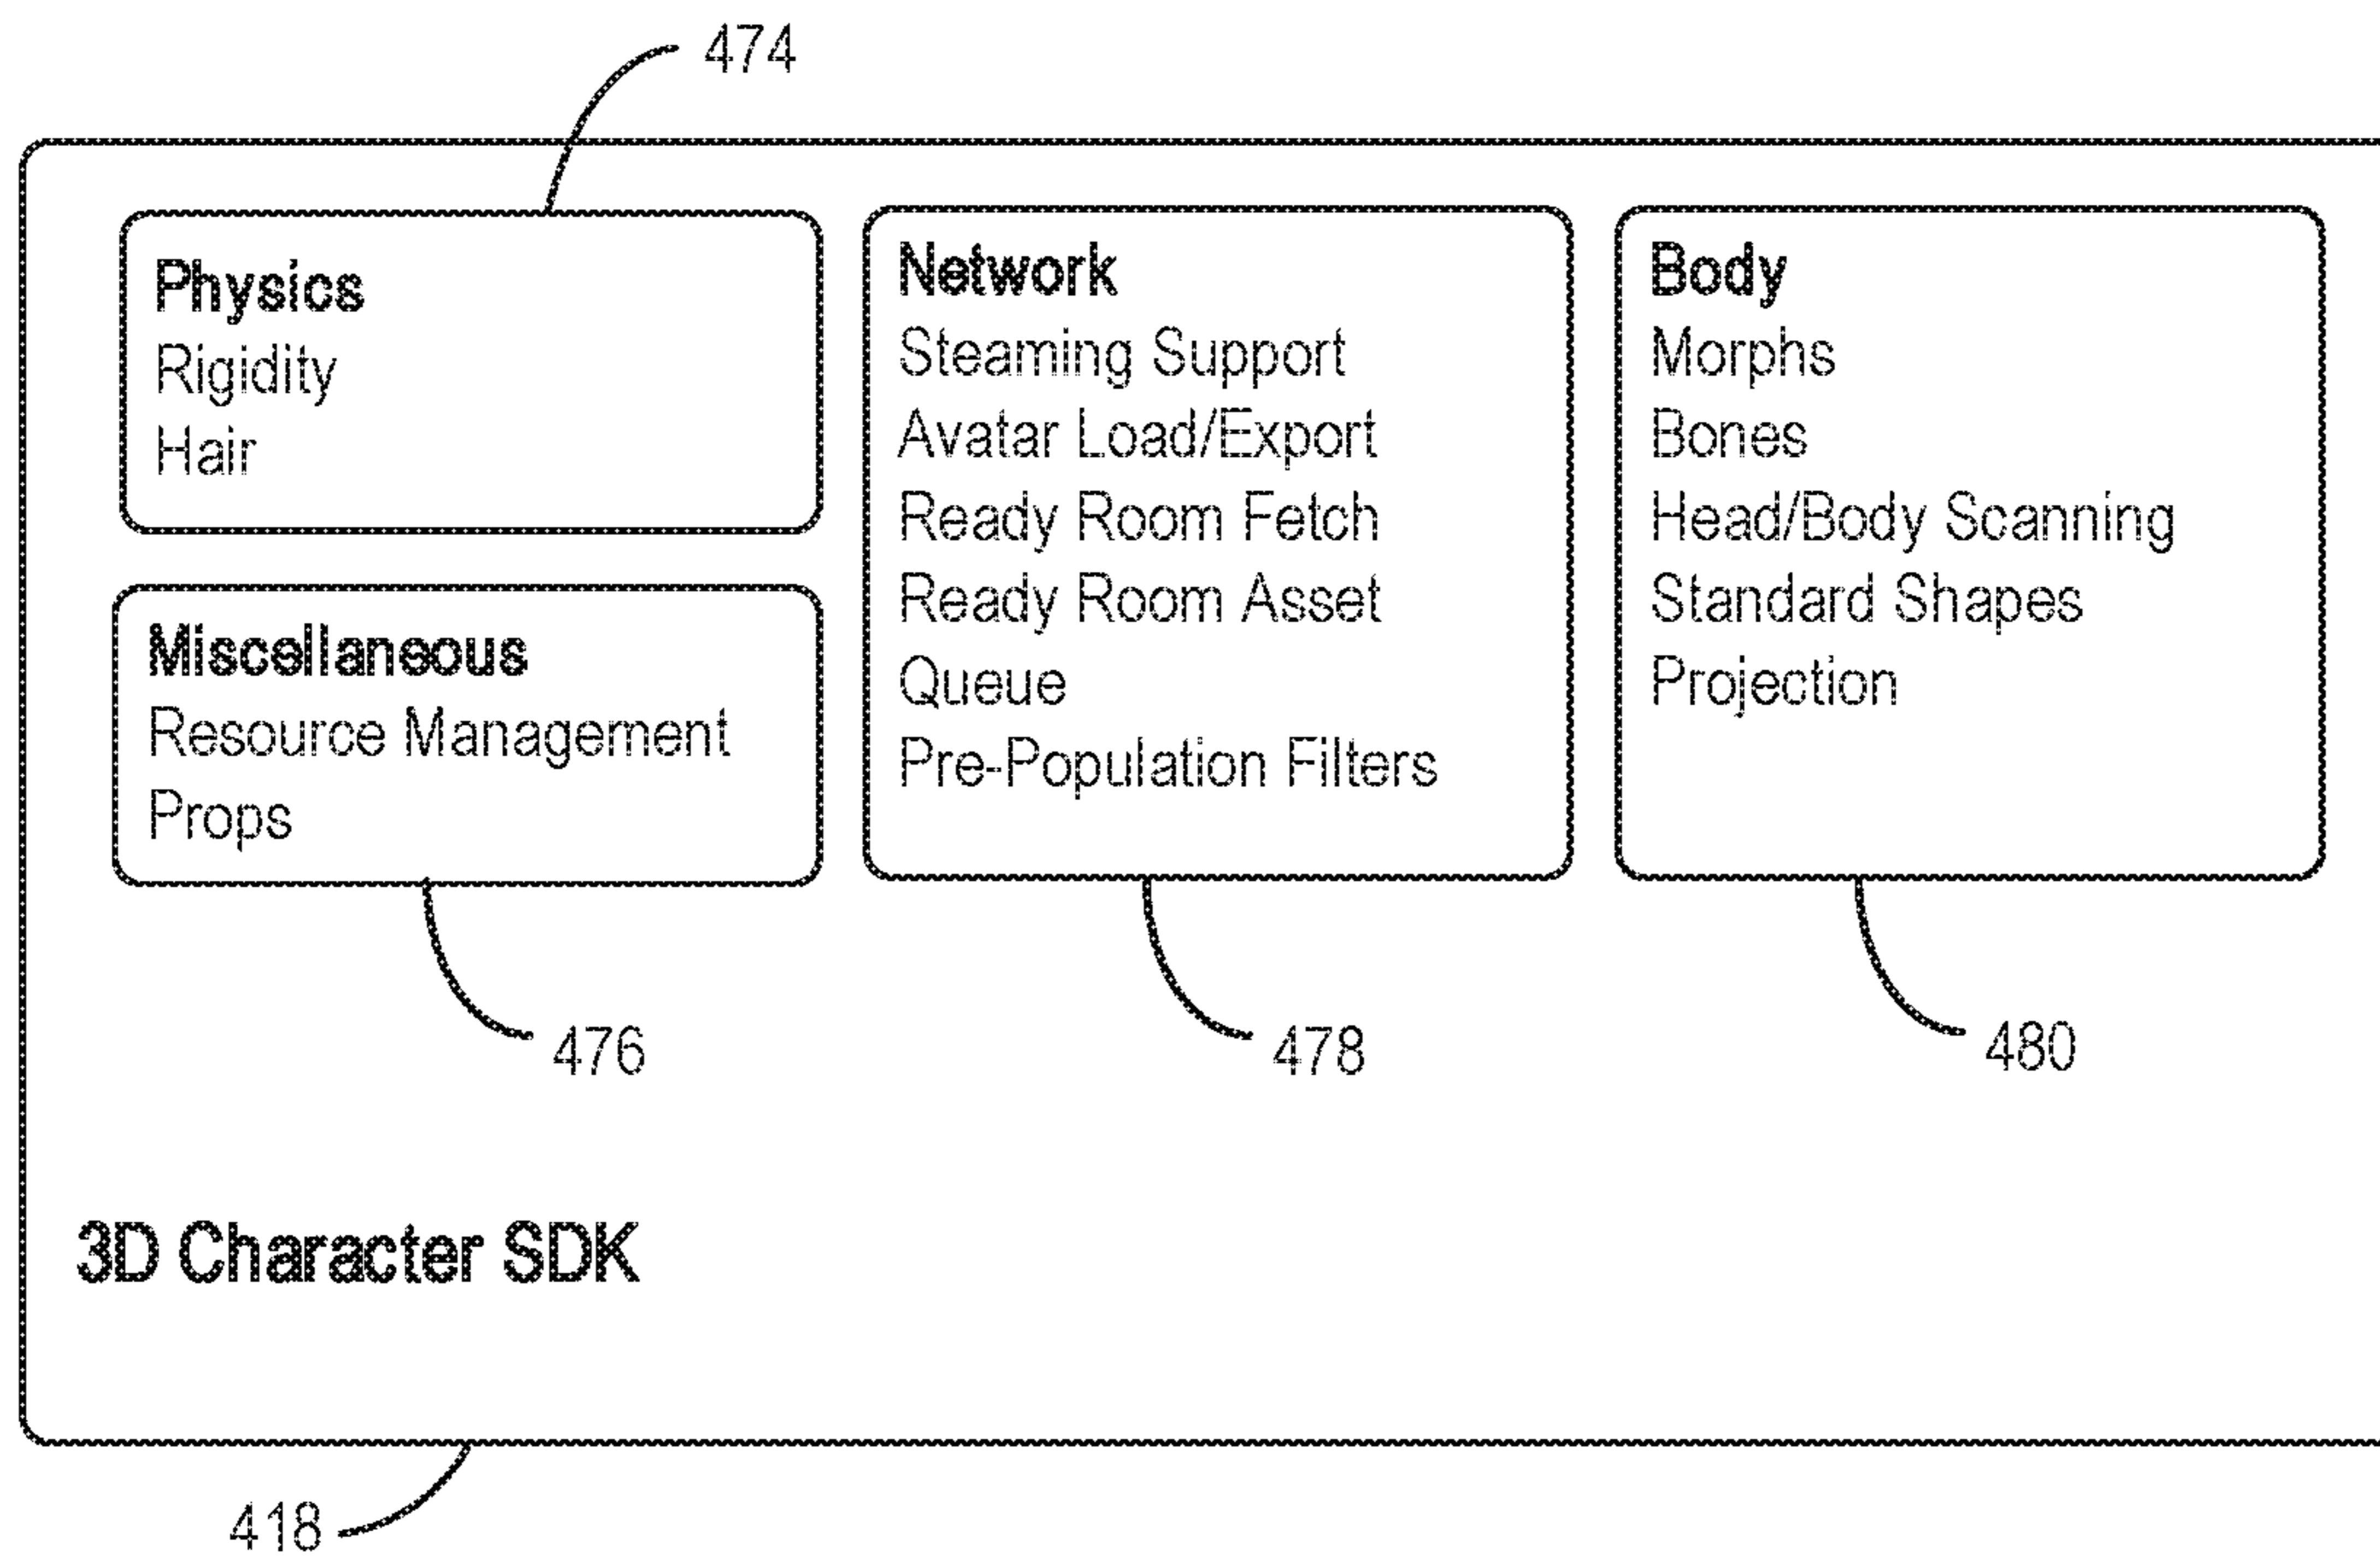 474
Physics
Rigidity
Hair
Miscellaneous
Resource Management
Props
Network
Steaming Support
Avatar Load/Export
Ready Room Fetch
Ready Room Asset
Queue
Pre-Population Filters
Body
Morphs
Bones
Head/Body Scanning
Standard Shapes
Projection
476
478
480
3D Character SDK
418